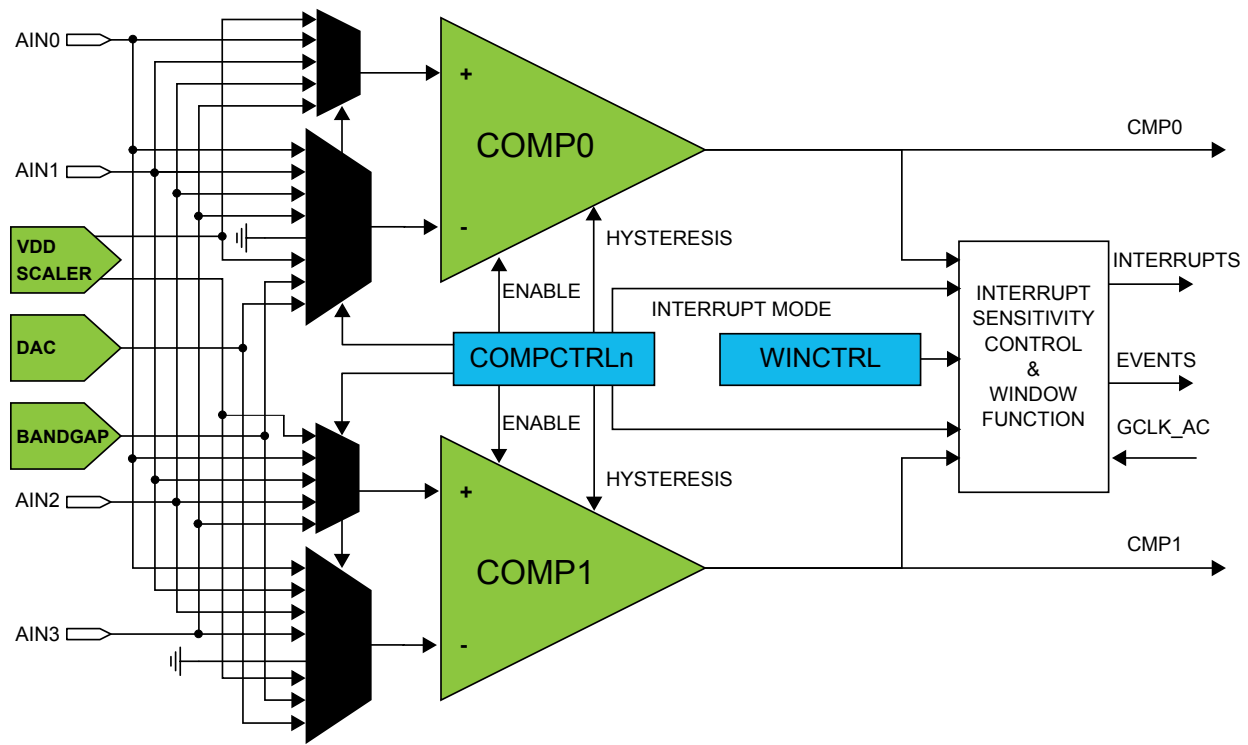 AIN0
+
COMP0
CMP0
AIN1
-
HYSTERESIS
VDD
SCALER
ENABLE
INTERRUPT MODE
INTERRUPTS
INTERRUPT
SENSITIVITY
CONTROL
&
WINDOW
FUNCTION
DAC
COMPCTRLn
WINCTRL
EVENTS
BANDGAP
ENABLE
GCLK_AC
HYSTERESIS
AIN2
+
COMP1
CMP1
AIN3
-